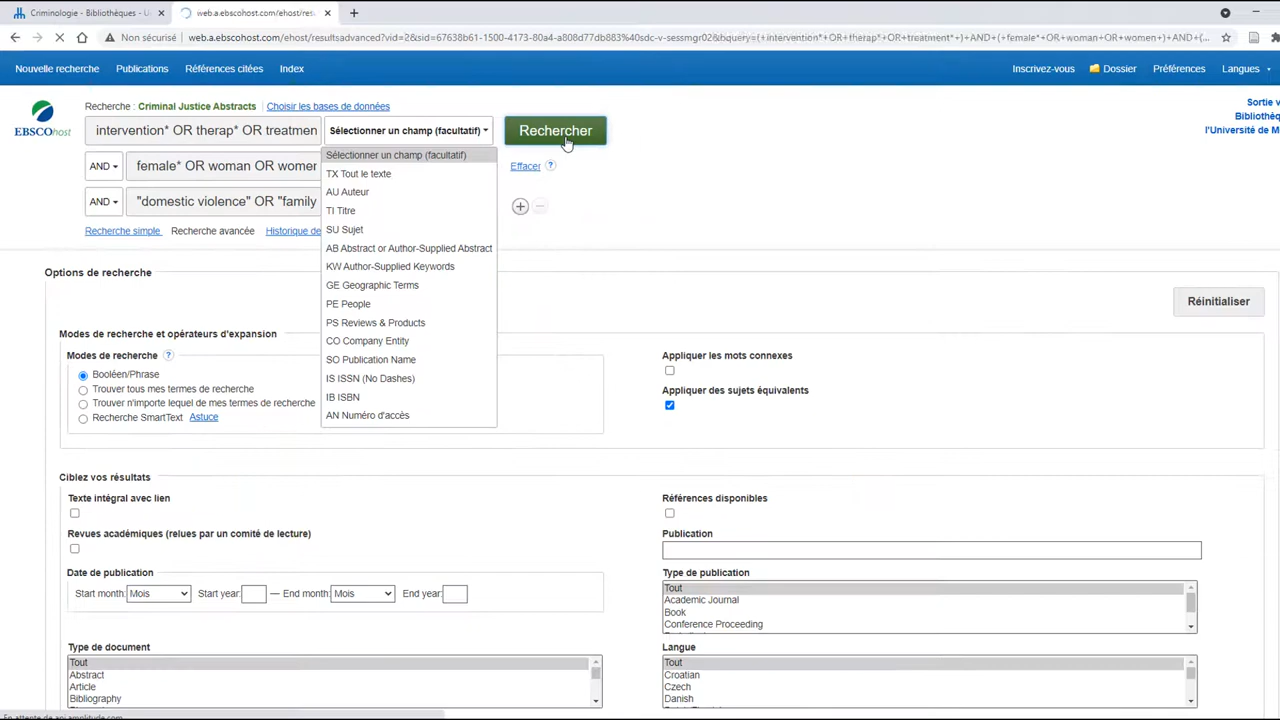 Criminologie - Bibliothèques - U
web.a.ebscohost.com/ehost/res
Non sécurisé web.a.ebscohost.com/ehost/resultsadvanced?vid=2&sid=67638b10-1500-4173-80a4-a808d77db883%40sdc-v-sessmgr02&bquery=(+intervention*+OR+therap*+OR+treatment+)+AND+(+female*+OR+woman+OR+women+)+AND+(...
Nouvelle recherche Publications Références citées Index Inscrivez-vous Dossier Préférences Langues
Sortie
Bibliothè
l'Université de M
EBSCOhost
Recherche : Criminal Justice Abstracts Choisir les bases de données
intervention* OR therap* OR treatmen Sélectionner un champ (facultatif) Rechercher
AND female* OR woman OR womer Effacer ?
AND "domestic violence" OR "family
Recherche simple Recherche avancée Historique de
Sélectionner un champ (facultatif)
TX Tout le texte
AU Auteur
TI Titre
SU Sujet
AB Abstract or Author-Supplied Abstract
KW Author-Supplied Keywords
GE Geographic Terms
PE People
PS Reviews & Products
CO Company Entity
SO Publication Name
IS ISSN (No Dashes)
IB ISBN
AN Numéro d'accès
Options de recherche
Réinitialiser
Modes de recherche et opérateurs d'expansion
Modes de recherche ?
Booléen/Phrase
Trouver tous mes termes de recherche
Trouver n'importe lequel de mes termes de recherche
Recherche SmartText Astuce
Appliquer les mots connexes
Appliquer des sujets équivalents
Ciblez vos résultats
Texte intégral avec lien
Revues académiques (relues par un comité de lecture)
Date de publication
Start month: Mois Start year: — End month: Mois End year:
Type de document
Tout
Abstract
Article
Bibliography
Références disponibles
Publication
Type de publication
Tout
Academic Journal
Book
Conference Proceeding
Langue
Tout
Croatian
Czech
Danish
En attente de api.amplitude.com